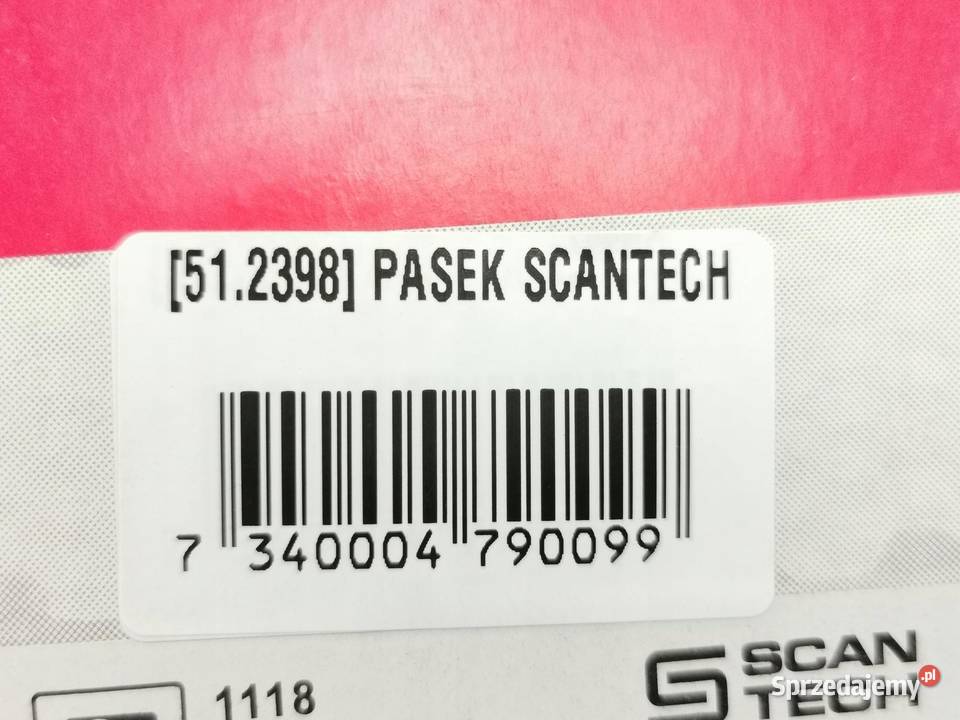 [51.2398] PASEK SCANTECH
7 340004 790099
1118
SCAN
TECH
Sprzedajemy.pl